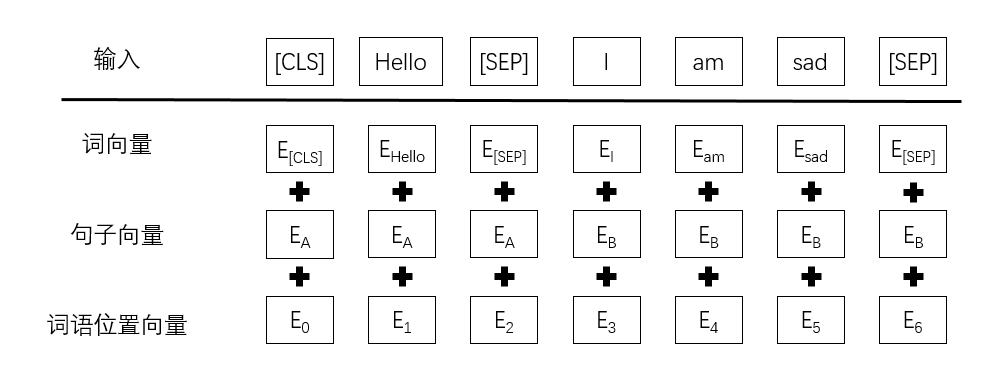 输入 [CLS] Hello [SEP] I am sad [SEP]
词向量 E[CLS] EHello E[SEP] EI Eam Esad E[SEP]
句子向量 EA EA EA EB EB EB EB
词语位置向量 E0 E1 E2 E3 E4 E5 E6